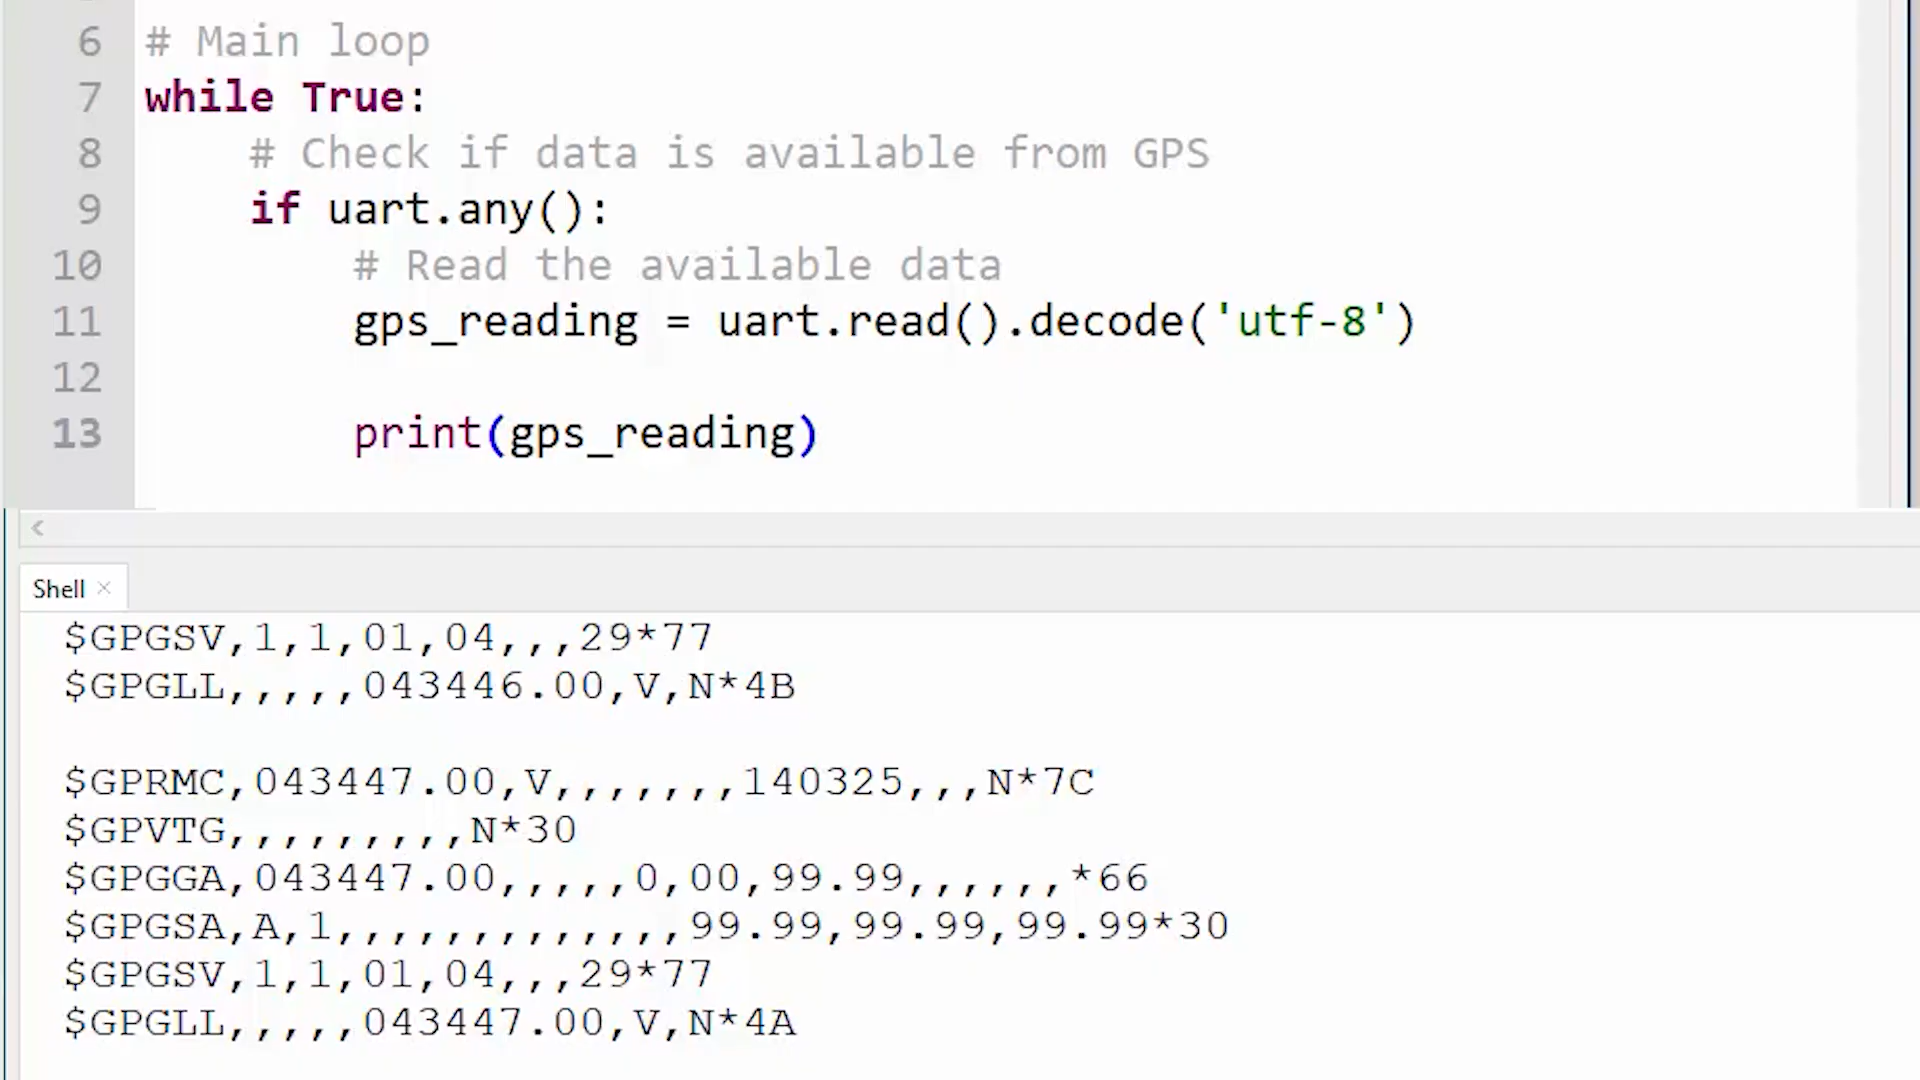 6 # Main loop
7 while True:
8 # Check if data is available from GPS
9 if uart.any():
10 # Read the available data
11 gps_reading = uart.read().decode('utf-8')
12
13 print(gps_reading)
Shell
$GPGSV,1,1,01,04,,,29*77
$GPGLL,,,,,043446.00,V,N*4B
$GPRMC,043447.00,V,,,,,,,140325,,,N*7C
$GPVTG,,,,,,,,,N*30
$GPGGA,043447.00,,,,,0,00,99.99,,,,,,*66
$GPGSA,A,1,,,,,,,,,,,,,99.99,99.99,99.99*30
$GPGSV,1,1,01,04,,,29*77
$GPGLL,,,,,043447.00,V,N*4A